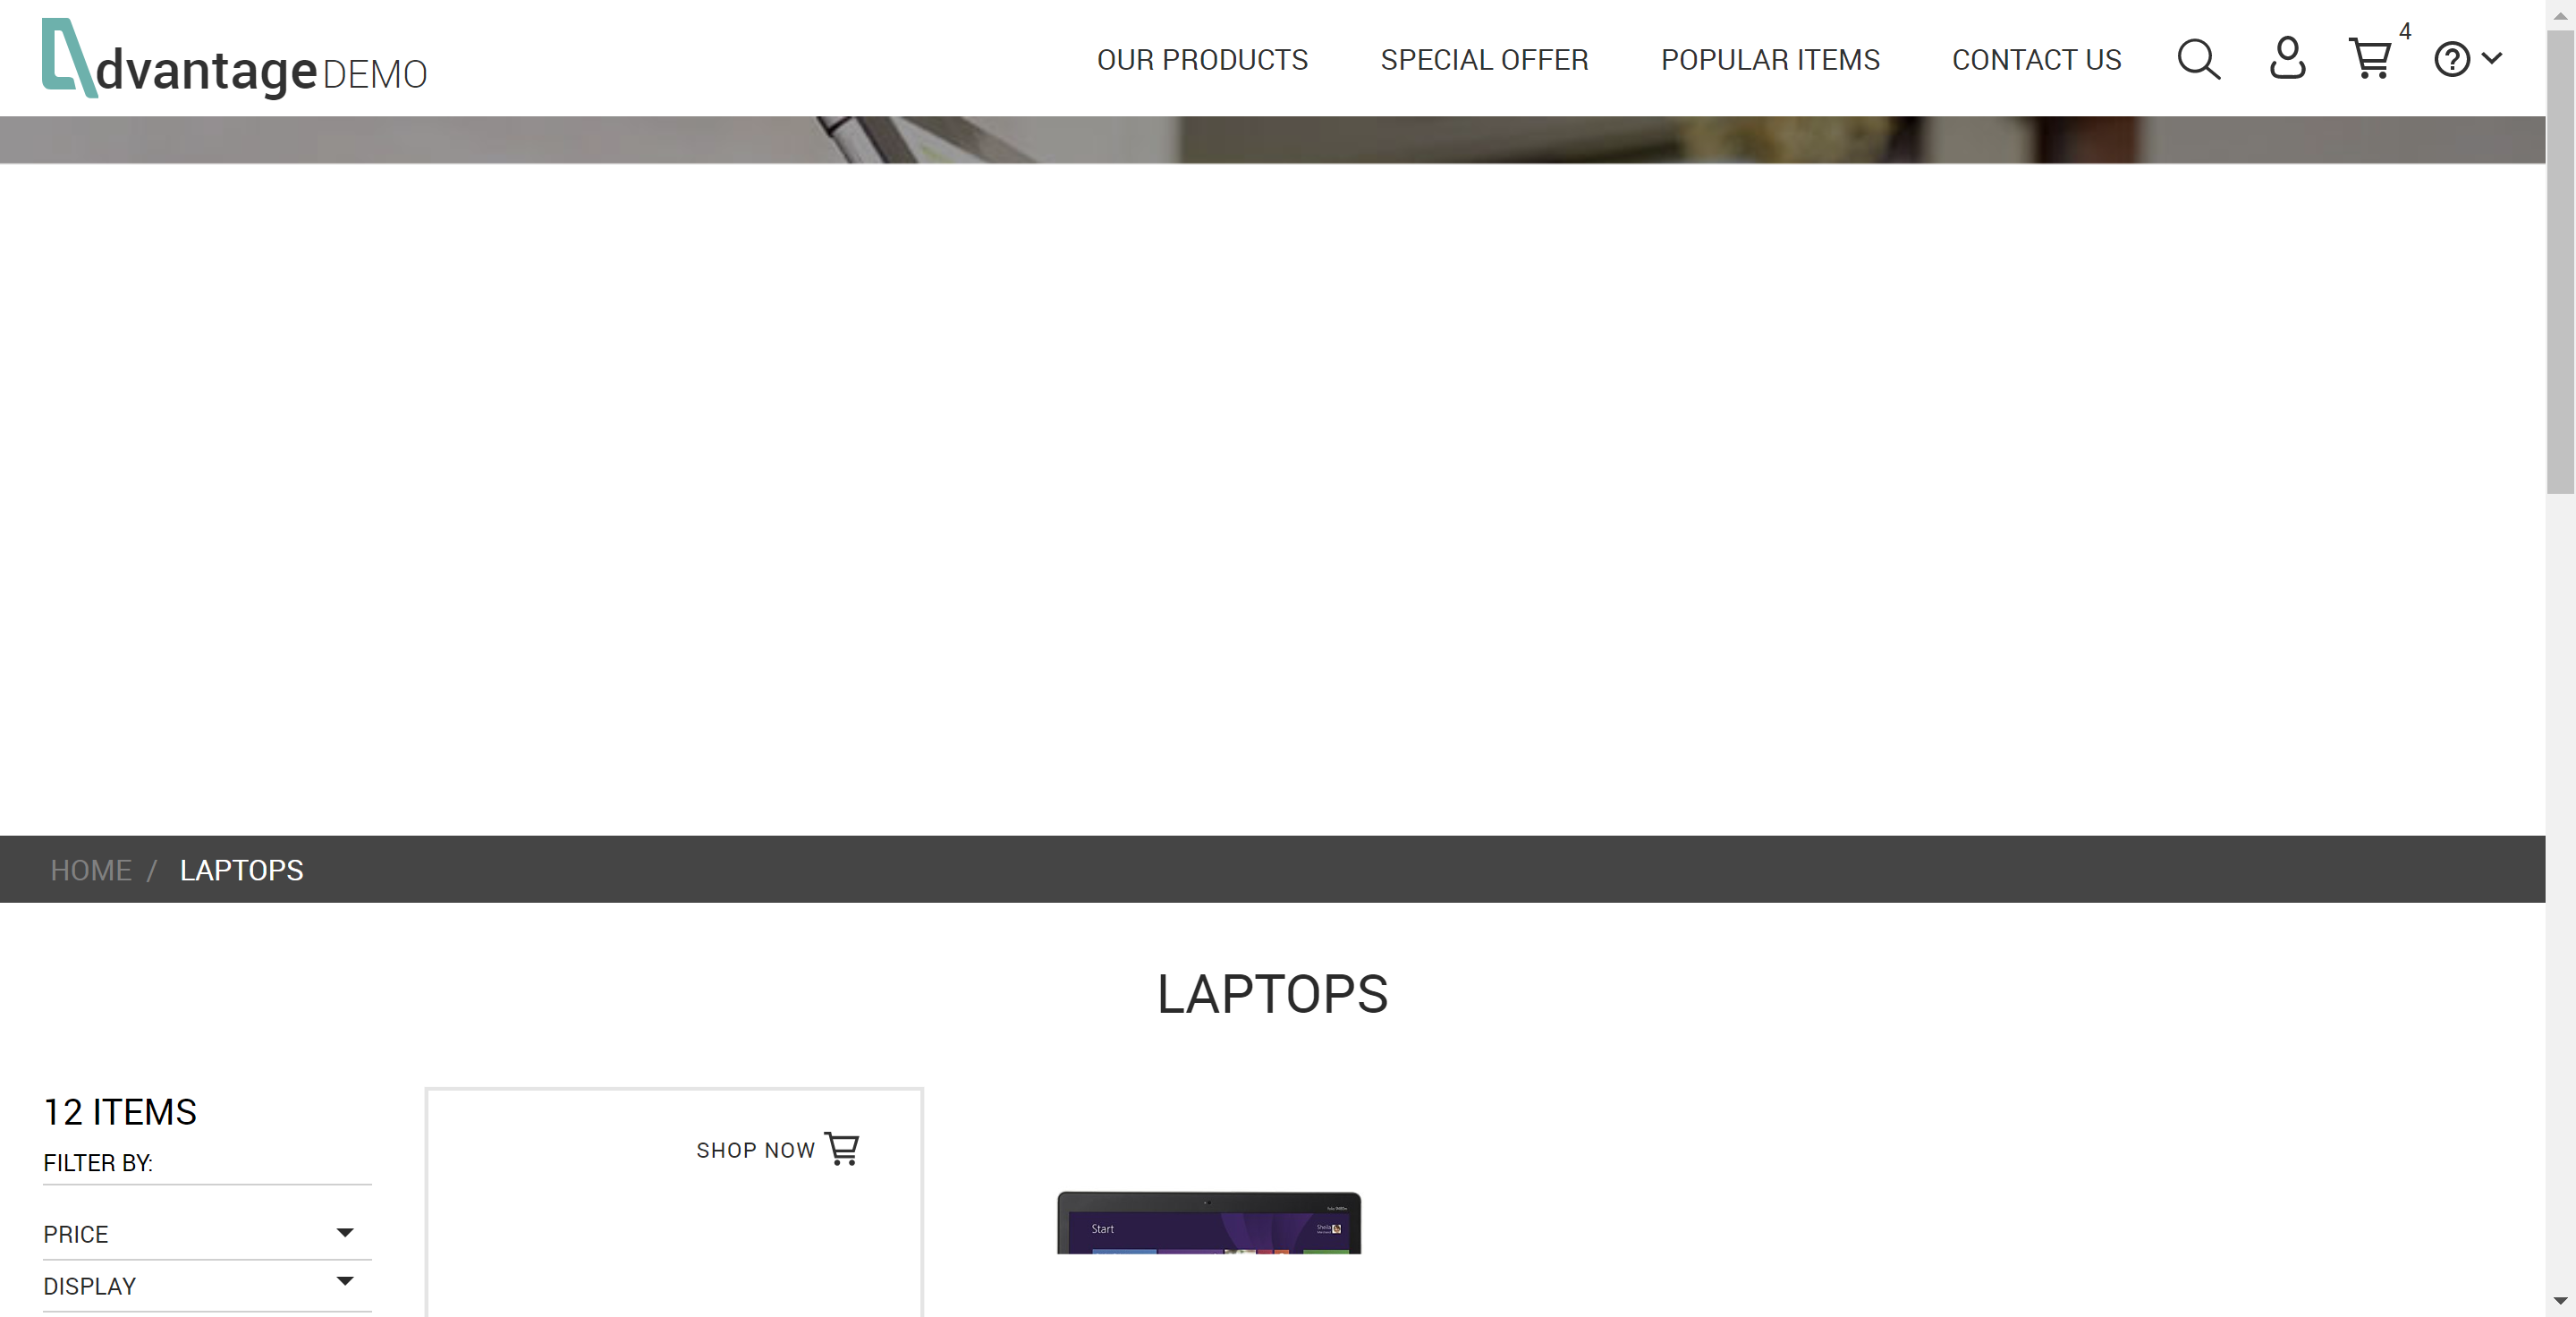 dvantage DEMO
OUR PRODUCTS
SPECIAL OFFER
POPULAR ITEMS
CONTACT US
4
HOME / LAPTOPS
LAPTOPS
12 ITEMS
FILTER BY:
SHOP NOW
PRICE
Start
DISPLAY